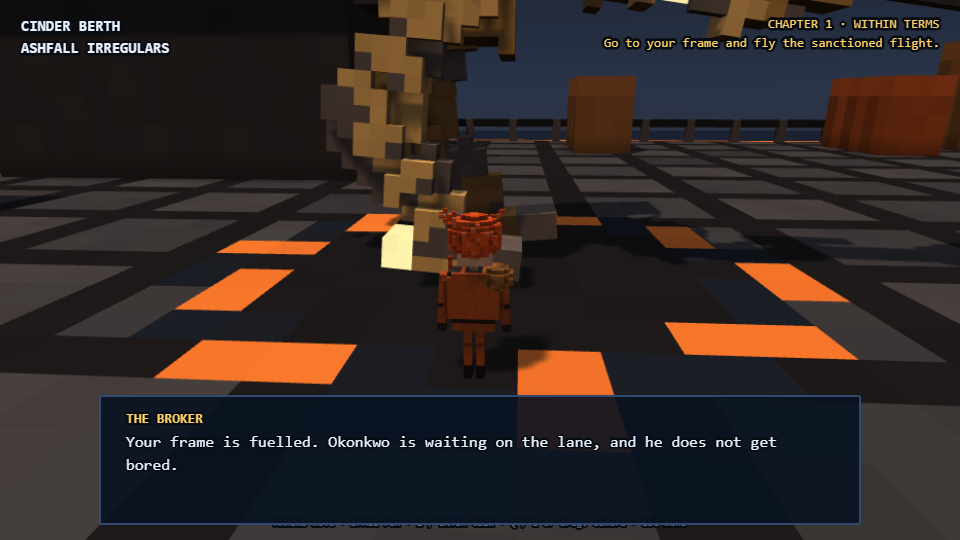 CINDER BERTH
ASHFALL IRREGULARS
CHAPTER 1 · WITHIN TERMS
Go to your frame and fly the sanctioned flight.
THE BROKER
Your frame is fuelled. Okonkwo is waiting on the lane, and he does not get
bored.